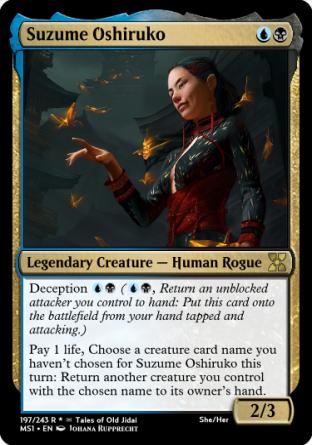 Suzume Oshiruko
Legendary Creature — Human Rogue
Deception (, Return an unblocked
attacker you control to hand: Put this card onto
the battlefield from your hand tapped and
attacking.)
Pay 1 life, Choose a creature card name you
haven't chosen for Suzume Oshiruko this
turn: Return another creature you control
with the chosen name to its owner's hand.
2/3
197/243 R * – Tales of Old Jidai
She/Her
MS1 • EN Johana Rupprecht